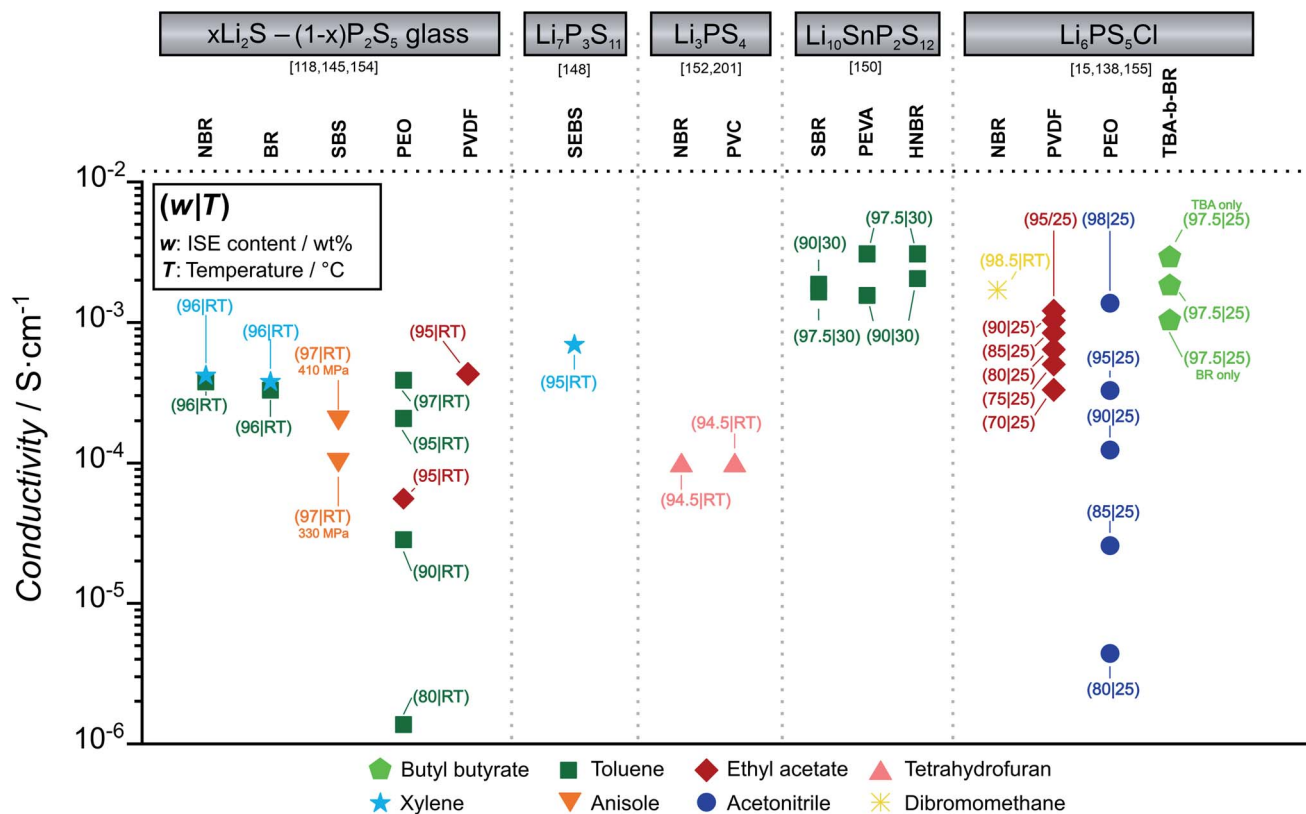 xLi₂S – (1-x)P₂S₅ glass
Li₇P₃S₁₁
Li₃PS₄
Li₁₀SnP₂S₁₂
Li₆PS₅Cl
[118,145,154]
[148]
[152,201]
[150]
[15,138,155]
NBR
BR
SBS
PEO
PVDF
SEBS
NBR
PVC
SBR
PEVA
HNBR
NBR
PVDF
PEO
TBA-b-BR
Conductivity / S·cm⁻¹
10⁻²
10⁻³
10⁻⁴
10⁻⁵
10⁻⁶
(w|T)
w: ISE content / wt%
T: Temperature / °C
(96|RT)
(96|RT)
(96|RT)
(96|RT)
(97|RT)
410 MPa
(97|RT)
330 MPa
(95|RT)
(97|RT)
(95|RT)
(95|RT)
(90|RT)
(80|RT)
(95|RT)
(94.5|RT)
(94.5|RT)
(90|30)
(97.5|30)
(97.5|30)
(90|30)
(98.5|RT)
(95/25)
(90|25)
(85|25)
(80|25)
(75|25)
(70|25)
(98|25)
(95|25)
(90|25)
(85|25)
(80|25)
TBA only
(97.5|25)
(97.5|25)
(97.5|25)
BR only
Butyl butyrate
Toluene
Ethyl acetate
Tetrahydrofuran
Xylene
Anisole
Acetonitrile
Dibromomethane